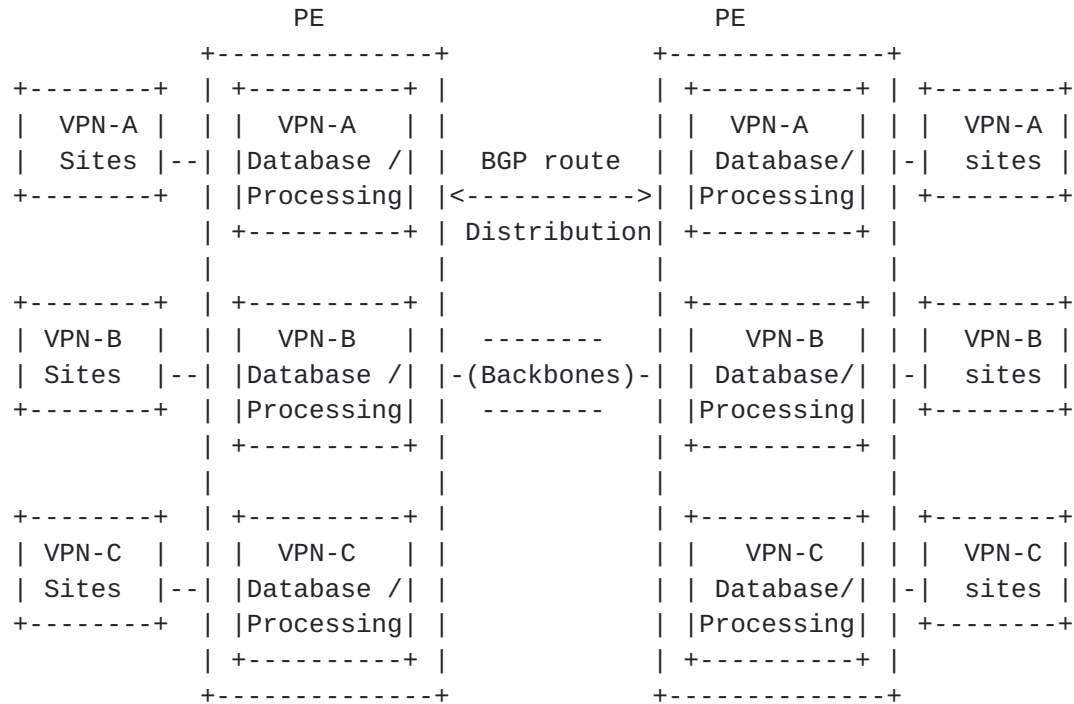 PE PE
VPN-A VPN-A VPN-A VPN-A
Sites Database / BGP route Database/ sites
Processing Processing
Distribution
VPN-B VPN-B VPN-B VPN-B
Sites Database / (Backbones) Database/ sites
Processing Processing
VPN-C VPN-C VPN-C VPN-C
Sites Database / Database/ sites
Processing Processing